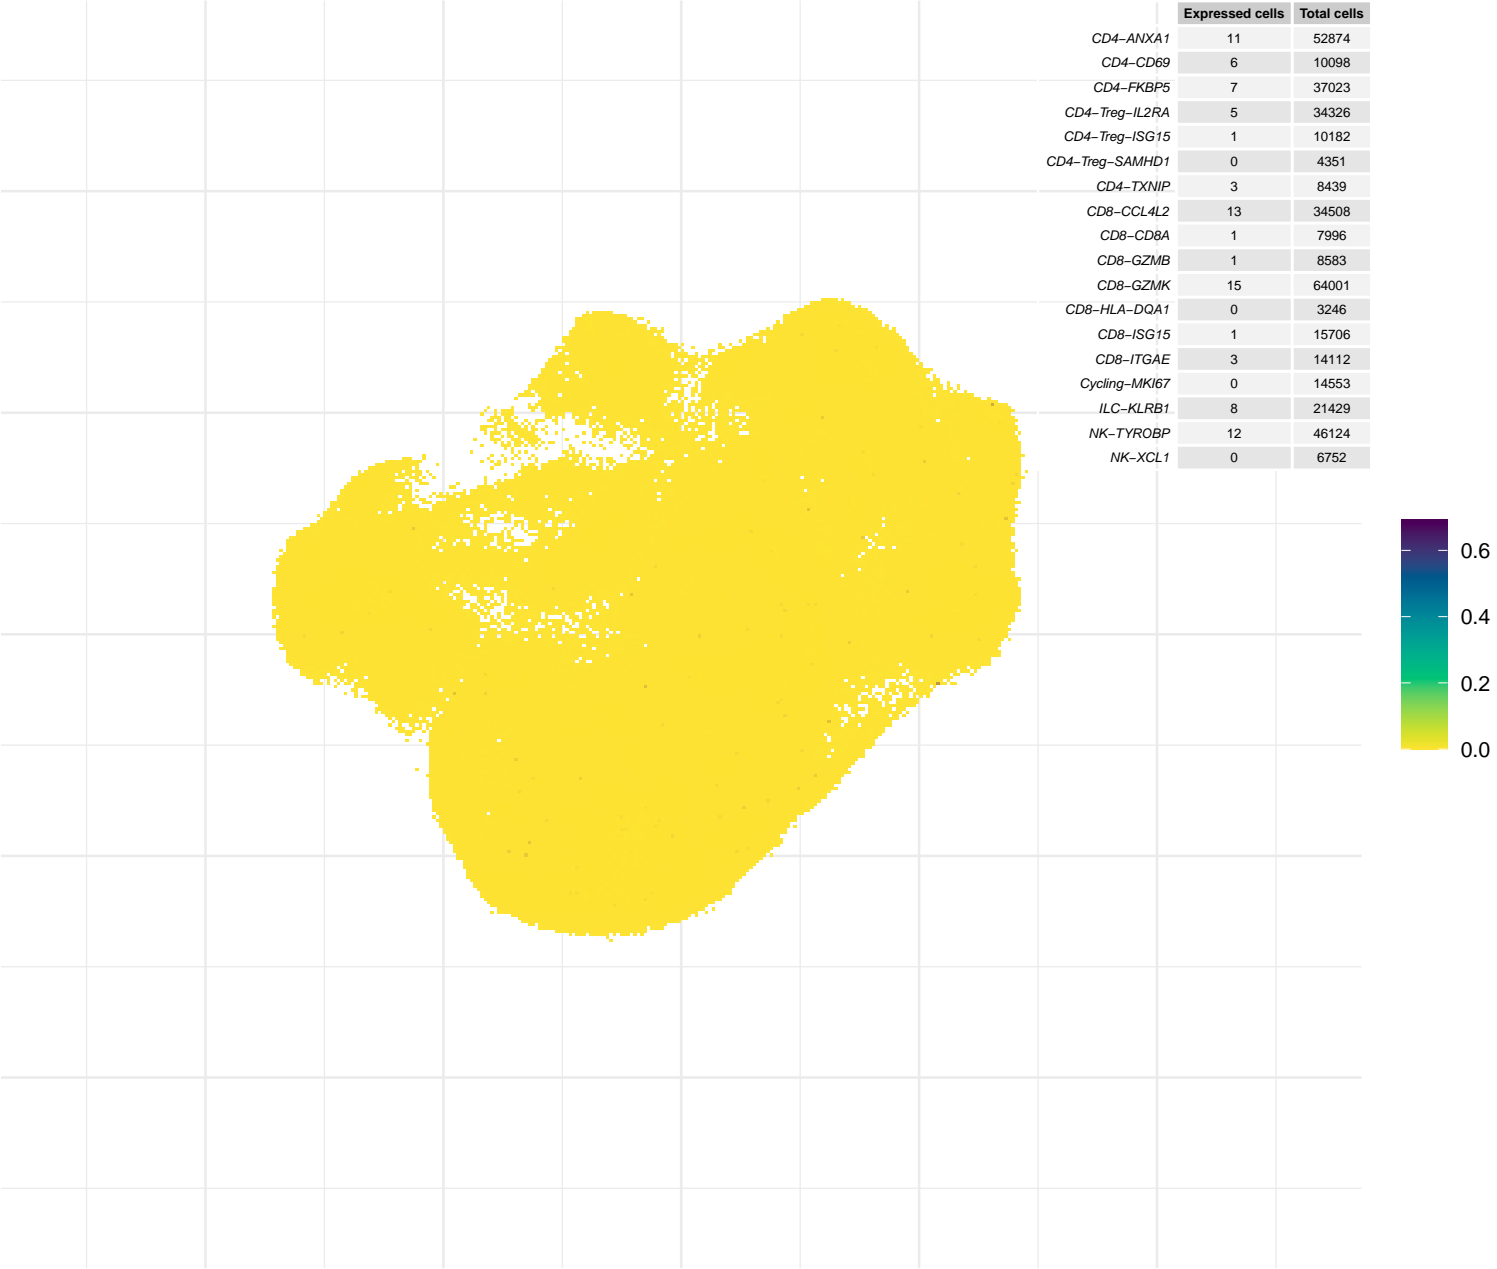 Expressed cells Total cells
CD4−ANXA1 11 52874
CD4−CD69 6 10098
CD4−FKBP5 7 37023
CD4−Treg−IL2RA 5 34326
CD4−Treg−ISG15 1 10182
CD4−Treg−SAMHD1 0 4351
CD4−TXNIP 3 8439
CD8−CCL4L2 13 34508
CD8−CD8A 1 7996
CD8−GZMB 1 8583
CD8−GZMK 15 64001
CD8−HLA−DQA1 0 3246
CD8−ISG15 1 15706
CD8−ITGAE 3 14112
Cycling−MKI67 0 14553
ILC−KLRB1 8 21429
NK−TYROBP 12 46124
NK−XCL1 0 6752
0.6
0.4
0.2
0.0